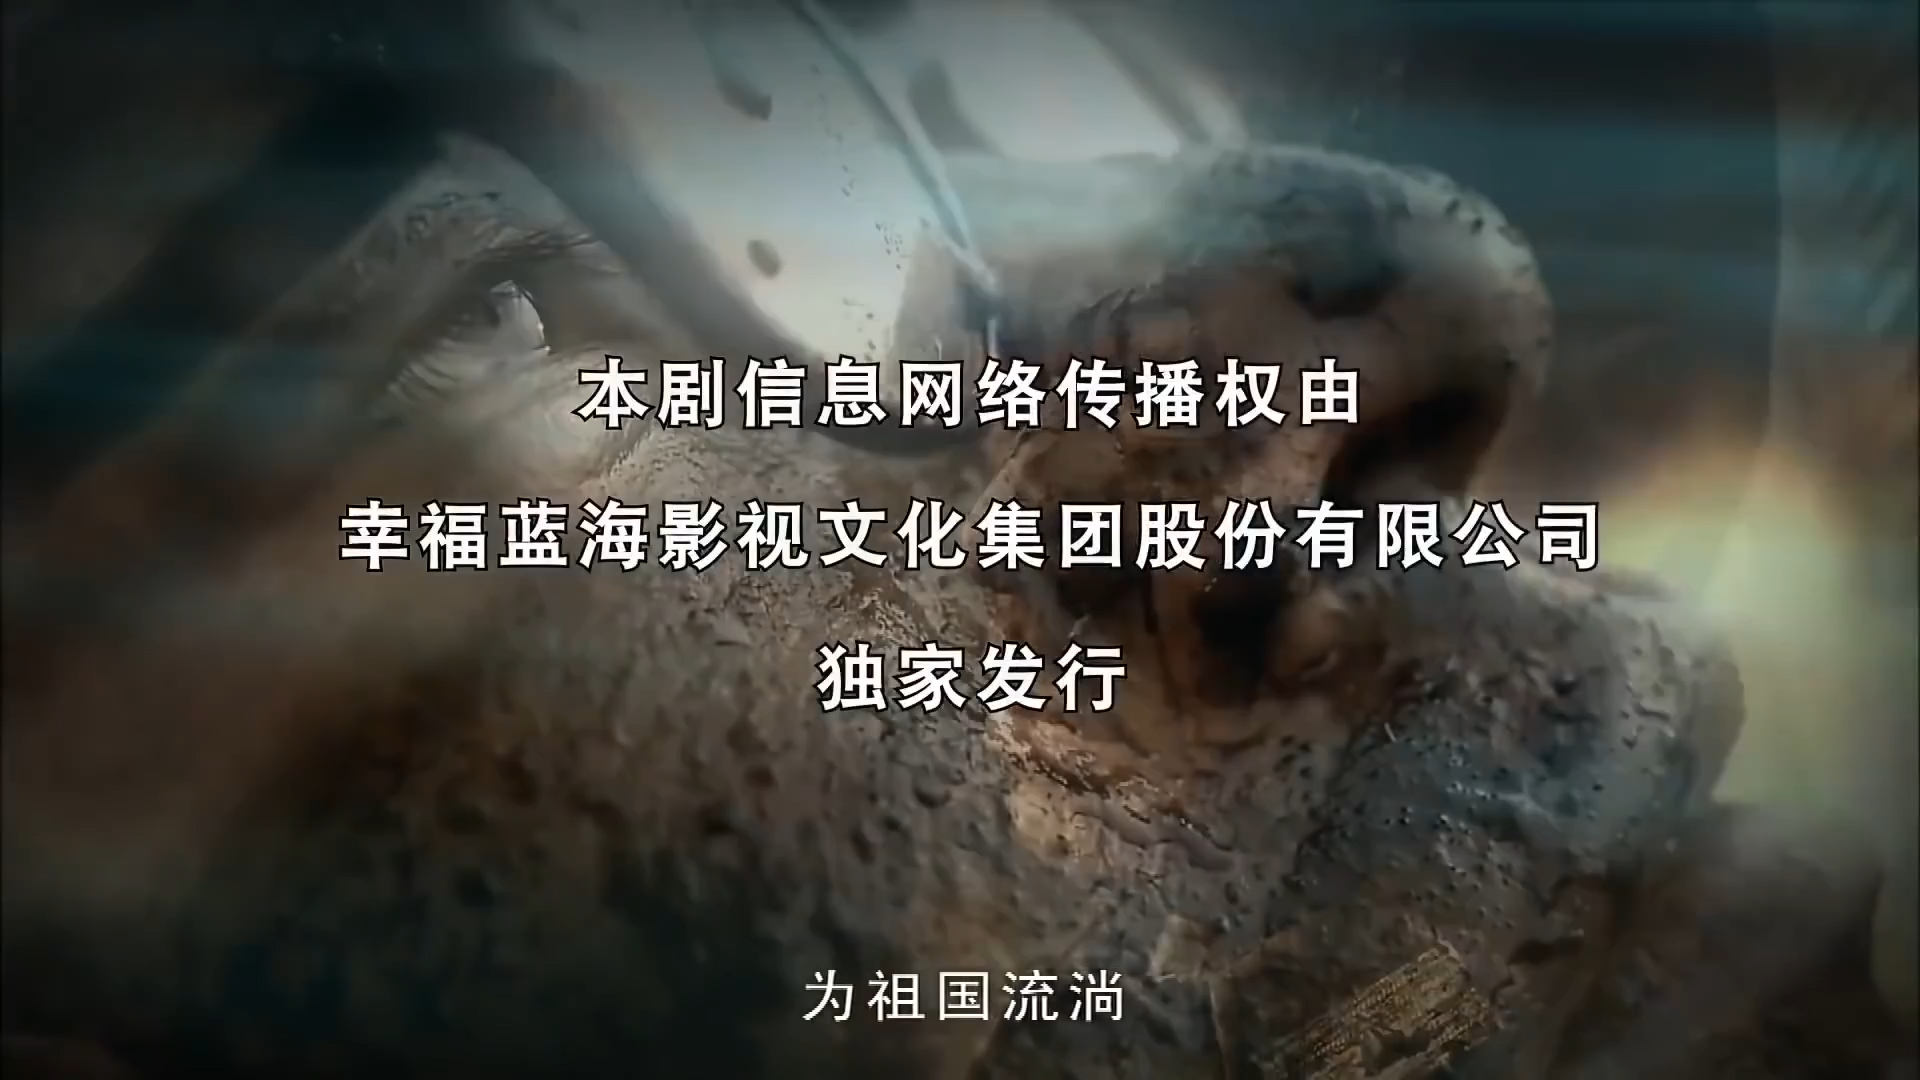 本剧信息网络传播权由
幸福蓝海影视文化集团股份有限公司
独家发行
为祖国流淌